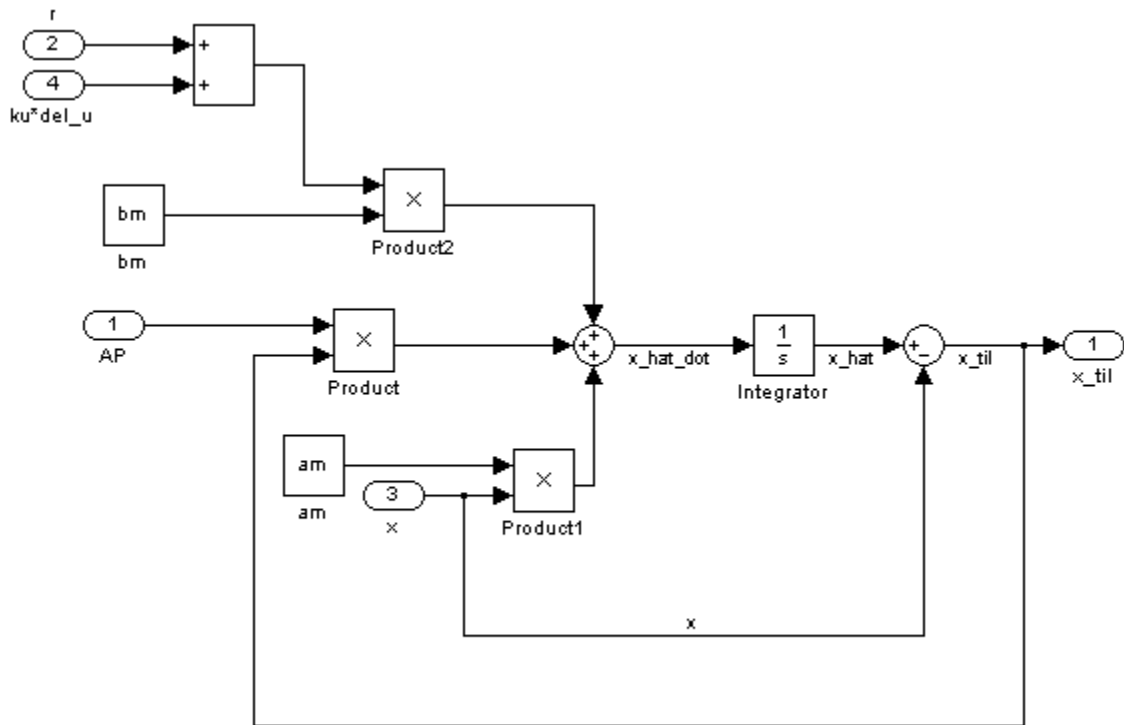 r
2
+
4
+
ku*del_u
×
Product2
bm
bm
1
AP
×
Product
+
+
+
x_hat_dot
1
s
Integrator
x_hat
+
−
x_til
1
x_til
am
am
3
x
×
Product1
x